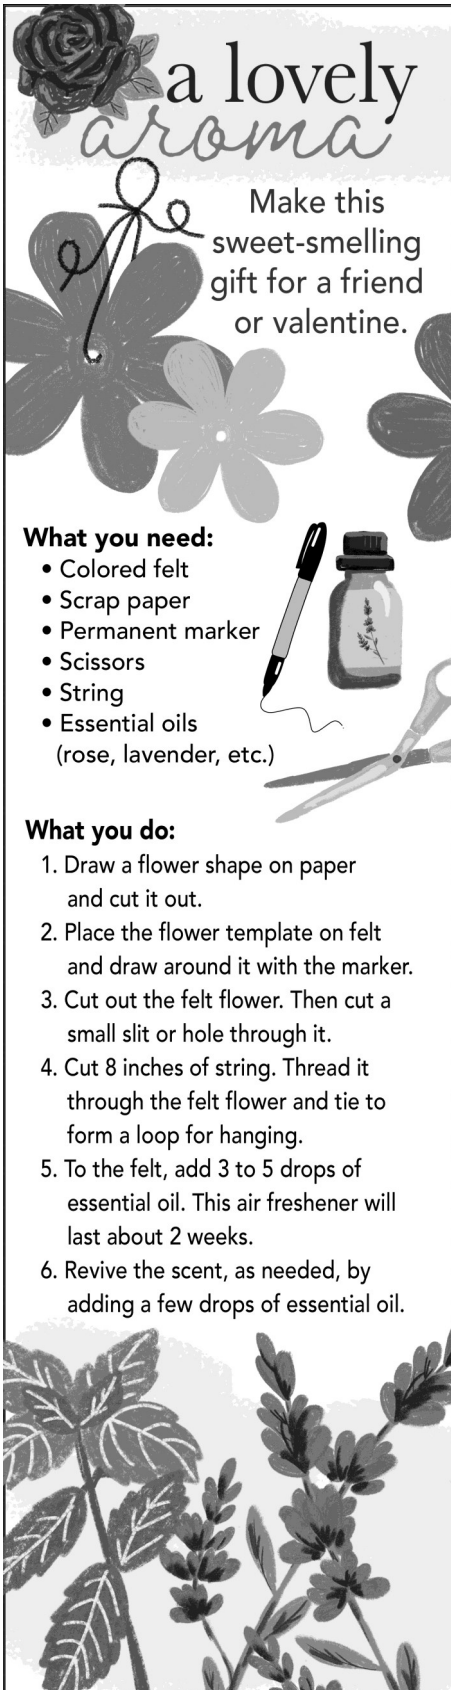 a lovely
aroma
Make this
sweet-smelling
gift for a friend
or valentine.
What you need:
• Colored felt
• Scrap paper
• Permanent marker
• Scissors
• String
• Essential oils
(rose, lavender, etc.)
What you do:
1. Draw a flower shape on paper
and cut it out.
2. Place the flower template on felt
and draw around it with the marker.
3. Cut out the felt flower. Then cut a
small slit or hole through it.
4. Cut 8 inches of string. Thread it
through the felt flower and tie to
form a loop for hanging.
5. To the felt, add 3 to 5 drops of
essential oil. This air freshener will
last about 2 weeks.
6. Revive the scent, as needed, by
adding a few drops of essential oil.